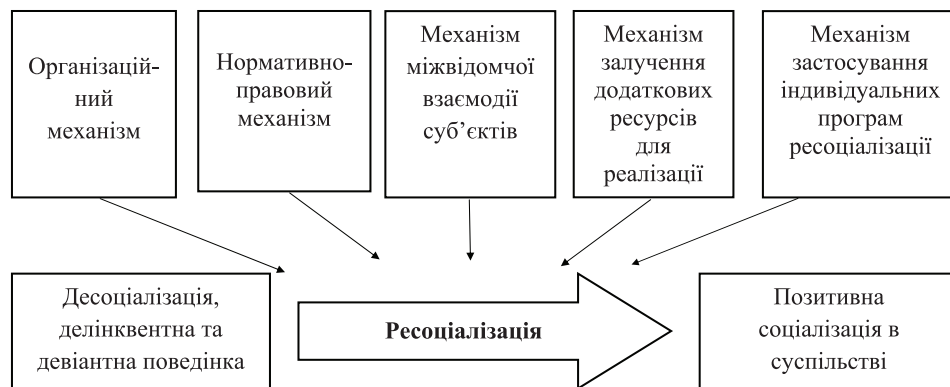 Організацій-
ний
механізм
Нормативно-
правовий
механізм
Механізм
міжвідомчої
взаємодії
суб’єктів
Механізм
залучення
додаткових
ресурсів
для
реалізації
Механізм
застосування
індивідуальних
програм
ресоціалізації
Десоціалізація,
делінквентна та
девіантна поведінка
Ресоціалізація
Позитивна
соціалізація в
суспільстві